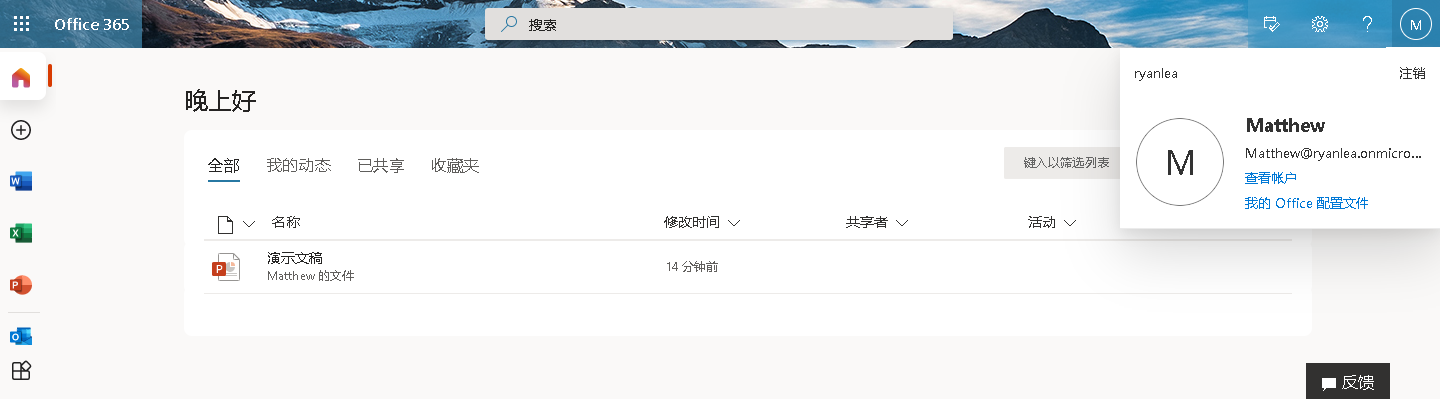 Office 365
搜索
?
M
ryanlea
注销
M
Matthew
Matthew@ryanlea.onmicro...
查看帐户
我的 Office 配置文件
晚上好
全部 我的动态 已共享 收藏夹
键入以筛选列表
名称 修改时间 共享者 活动
W
X
P
O
P
演示文稿
Matthew 的文件
14 分钟前
反馈